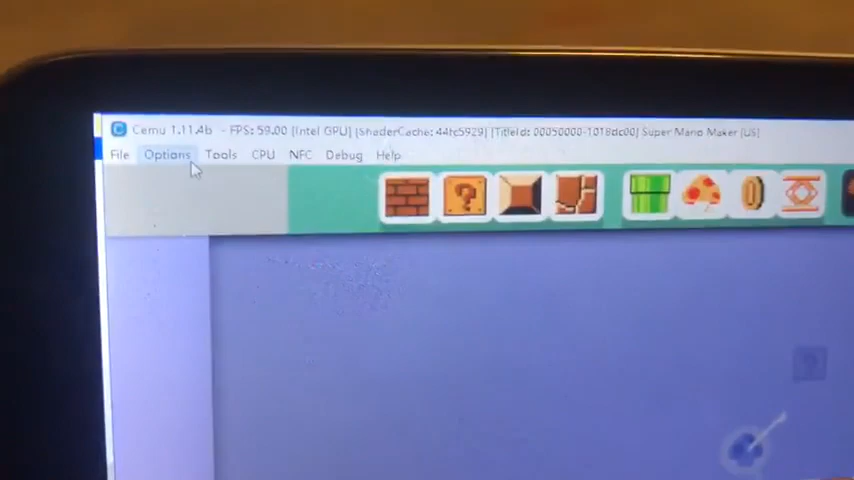 Cemu 1.11.4b - FPS: 59.00 [Intel GPU] [ShaderCache: 44fc5929] [TitleId: 00050000-1018dc00] Super Mario Maker [US]
File Options Tools CPU NFC Debug Help